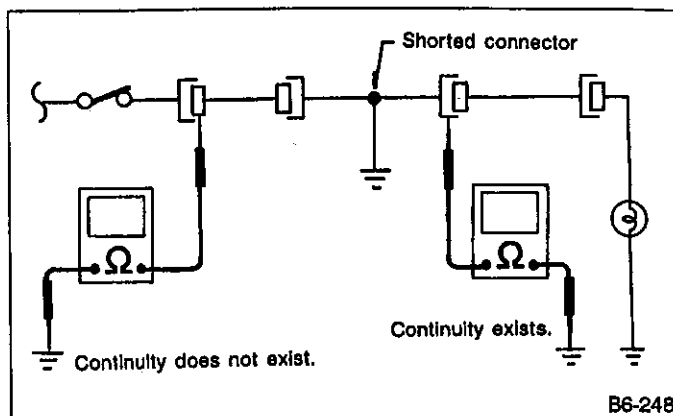 Shorted connector
Ω
Ω
Continuity does not exist.
Continuity exists.
B6-248